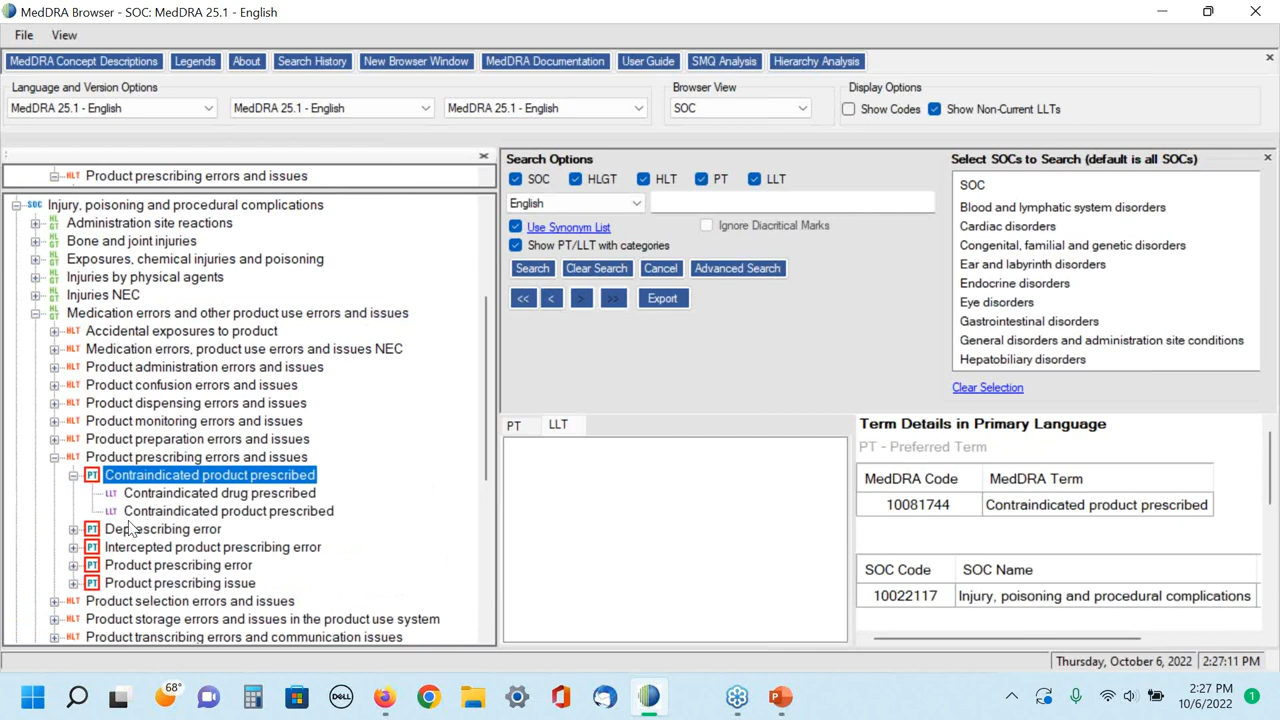 MedDRA Browser - SOC: MedDRA 25.1 - English
File View
MedDRA Concept Descriptions Legends About Search History New Browser Window MedDRA Documentation User Guide SMQ Analysis Hierarchy Analysis
Language and Version Options
MedDRA 25.1 - English MedDRA 25.1 - English MedDRA 25.1 - English
Browser View
SOC
Display Options
Show Codes Show Non-Current LLTs
HLT Product prescribing errors and issues
SOC Injury, poisoning and procedural complications
HLGT Administration site reactions
HLGT Bone and joint injuries
HLGT Exposures, chemical injuries and poisoning
HLGT Injuries by physical agents
HLGT Injuries NEC
HLGT Medication errors and other product use errors and issues
HLT Accidental exposures to product
HLT Medication errors, product use errors and issues NEC
HLT Product administration errors and issues
HLT Product confusion errors and issues
HLT Product dispensing errors and issues
HLT Product monitoring errors and issues
HLT Product preparation errors and issues
HLT Product prescribing errors and issues
PT Contraindicated product prescribed
LLT Contraindicated drug prescribed
LLT Contraindicated product prescribed
PT Deprescribing error
PT Intercepted product prescribing error
PT Product prescribing error
PT Product prescribing issue
HLT Product selection errors and issues
HLT Product storage errors and issues in the product use system
HLT Product transcribing errors and communication issues
Search Options
SOC HLGT HLT PT LLT
English
Use Synonym List Ignore Diacritical Marks
Show PT/LLT with categories
Search Clear Search Cancel Advanced Search
<< < > >> Export
Select SOCs to Search (default is all SOCs)
SOC
Blood and lymphatic system disorders
Cardiac disorders
Congenital, familial and genetic disorders
Ear and labyrinth disorders
Endocrine disorders
Eye disorders
Gastrointestinal disorders
General disorders and administration site conditions
Hepatobiliary disorders
Clear Selection
PT LLT
Term Details in Primary Language
PT - Preferred Term
MedDRA Code MedDRA Term
10081744 Contraindicated product prescribed
SOC Code SOC Name
10022117 Injury, poisoning and procedural complications
Thursday, October 6, 2022 2:27:11 PM
68°
DELL
2:27 PM
10/6/2022
1